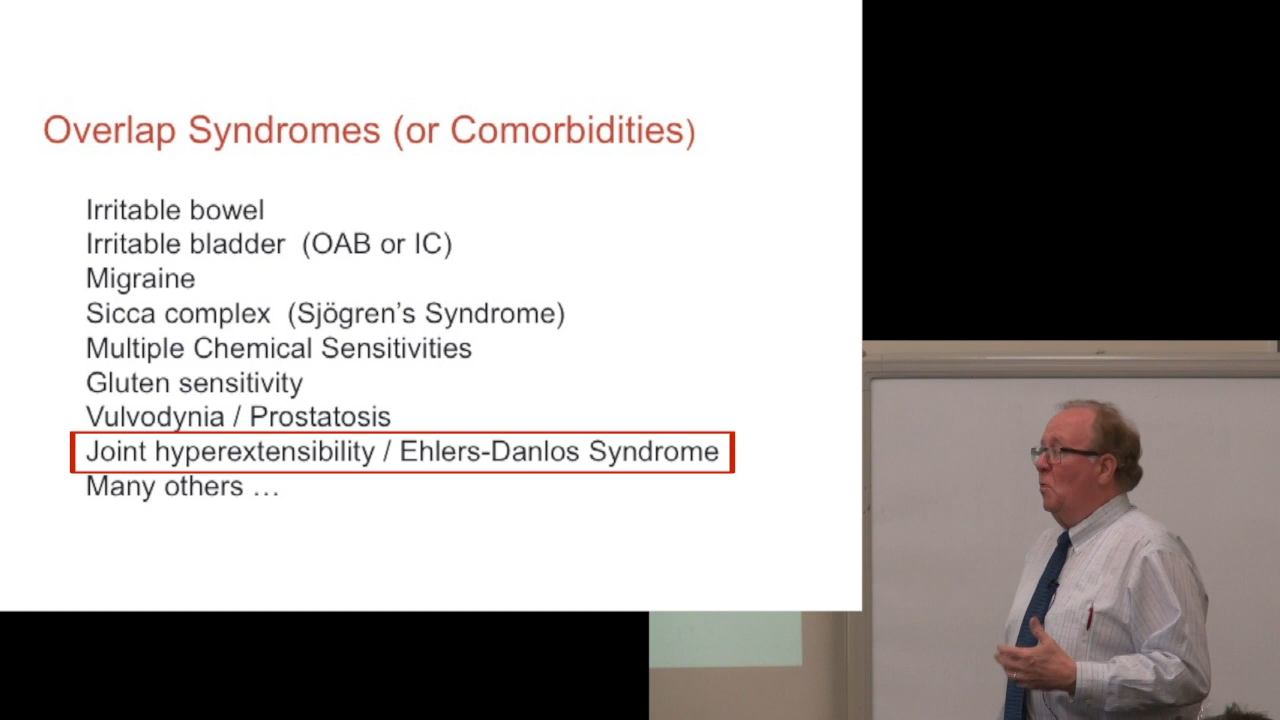 Overlap Syndromes (or Comorbidities)
Irritable bowel
Irritable bladder (OAB or IC)
Migraine
Sicca complex (Sjögren’s Syndrome)
Multiple Chemical Sensitivities
Gluten sensitivity
Vulvodynia / Prostatosis
Joint hyperextensibility / Ehlers-Danlos Syndrome
Many others …